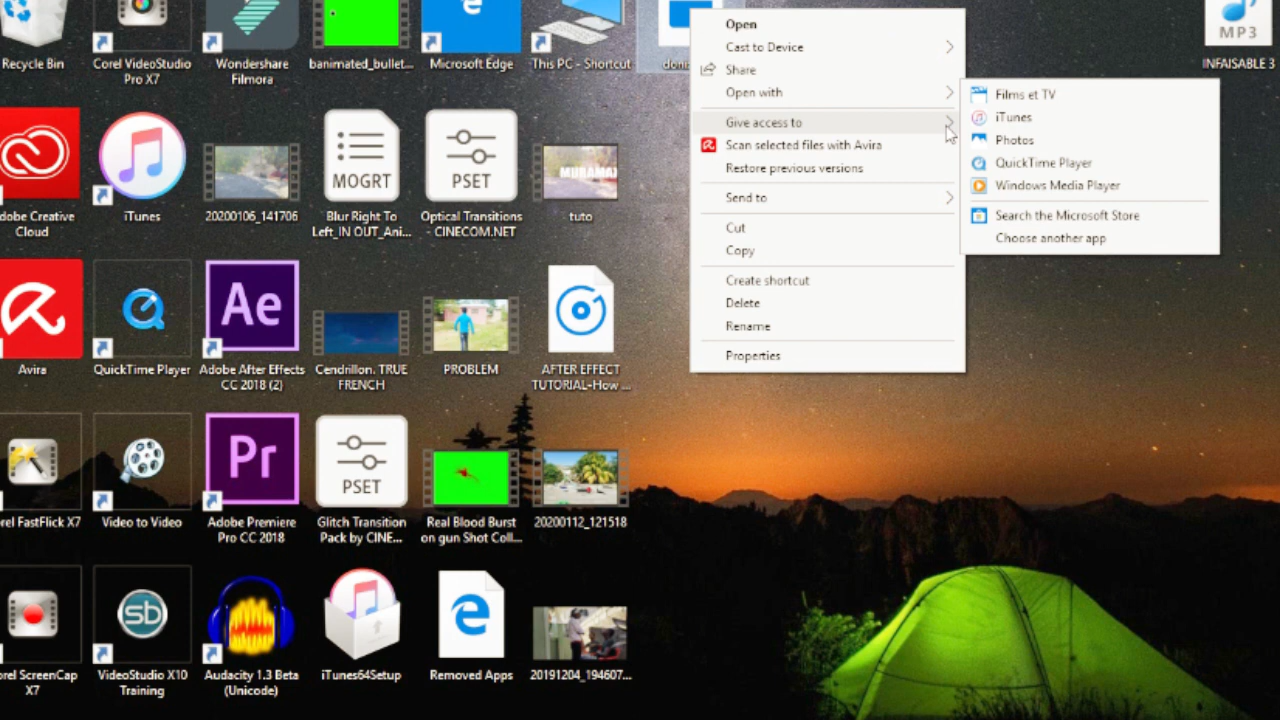 MP3
Recycle Bin
Corel VideoStudio
Pro X7
Wondershare
Filmora
banimated_bullet...
Microsoft Edge
This PC - Shortcut
INFAISABLE 3
Open
Cast to Device
Share
Open with
Give access to
Scan selected files with Avira
Restore previous versions
Send to
Cut
Copy
Create shortcut
Delete
Rename
Properties
Films et TV
iTunes
Photos
QuickTime Player
Windows Media Player
Search the Microsoft Store
Choose another app
MOGRT
PSET
MURAMA
dobe Creative
Cloud
iTunes
20200106_141706
Blur Right To
Left_IN OUT_Ani...
Optical Transitions
- CINECOM.NET
tuto
Ae
Avira
QuickTime Player
Adobe After Effects
CC 2018 (2)
Cendrillon. TRUE
FRENCH
PROBLEM
AFTER EFFECT
TUTORIAL-How ...
Pr
PSET
rel FastFlick X7
Video to Video
Adobe Premiere
Pro CC 2018
Glitch Transition
Pack by CINE...
Real Blood Burst
on gun Shot Coll...
20200112_121518
sb
orel ScreenCap
X7
VideoStudio X10
Training
Audacity 1.3 Beta
(Unicode)
iTunes64Setup
Removed Apps
20191204_194607...